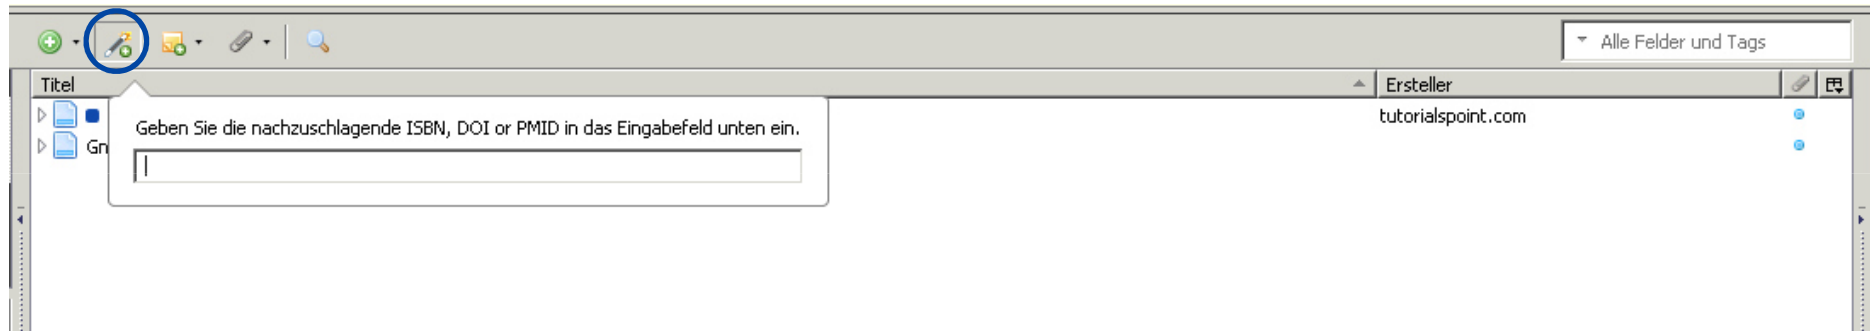 Alle Felder und Tags
Titel
Ersteller
tutorialspoint.com
Geben Sie die nachzuschlagende ISBN, DOI or PMID in das Eingabefeld unten ein.
Gn